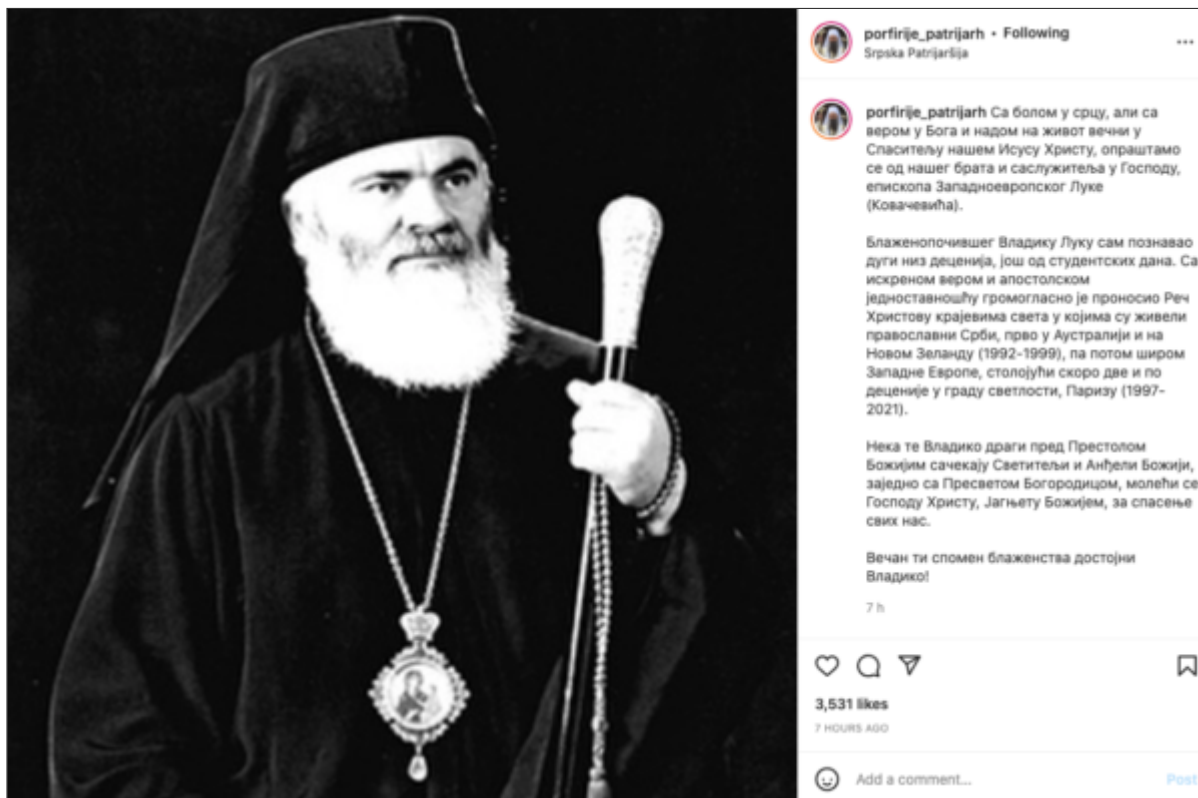 porfirije_patrijarh • Following
Srpska Patrijaršija
porfirije_patrijarh Са болом у срцу, али са
вером у Бога и надом на живот вечни у
Спаситељу нашем Исусу Христу, опраштамо
се од нашег брата и саслужитеља у Господу,
епископа Западноевропског Луке
(Ковачевића).
Блаженопочившег Владику Луку сам познавао
дуги низ деценија, још од студентских дана. Са
искреном вером и апостолском
једноставношћу громогласно је проносио Реч
Христову крајевима света у којима су живели
православни Срби, прво у Аустралији и на
Новом Зеланду (1992-1999), па потом широм
Западне Европе, столојући скоро две и по
деценије у граду светлости, Паризу (1997-
2021).
Нека те Владико драги пред Престолом
Божијим сачекају Светитељи и Анђели Божији,
заједно са Пресветом Богородицом, молећи се
Господу Христу, Јагњету Божијем, за спасење
свих нас.
Вечан ти спомен блаженства достојни
Владико!
7 h
3,531 likes
7 HOURS AGO
Add a comment...
Post